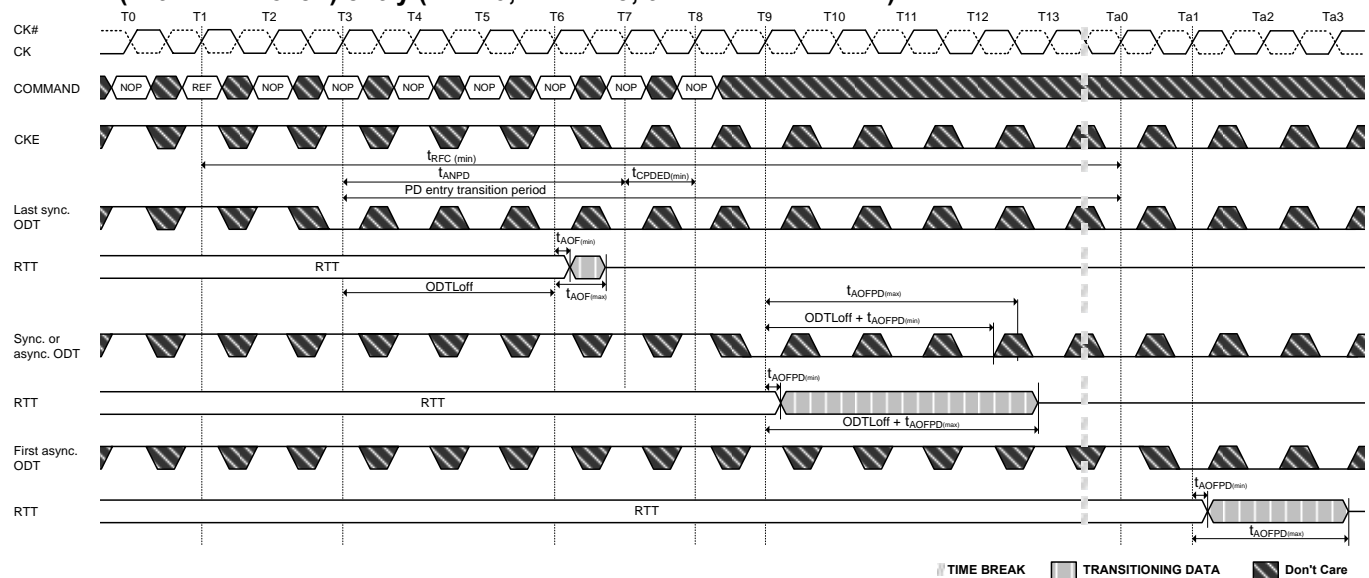 T0 T1 T2 T3 T4 T5 T6 T7 T8 T9 T10 T11 T12 T13 Ta0 Ta1 Ta2 Ta3
CK#
CK
COMMAND NOP REF NOP NOP NOP NOP NOP NOP NOP
CKE
tRFC (min)
tANPD tCPDED(min)
PD entry transition period
Last sync.
ODT
tAOF(min)
RTT RTT
ODTLoff tAOF(max)
tAOFPD(max)
ODTLoff + tAOFPD(min)
Sync. or
async. ODT
tAOFPD(min)
RTT RTT
ODTLoff + tAOFPD(max)
First async.
ODT
tAOFPD(min)
RTT RTT
tAOFPD(max)
TIME BREAK TRANSITIONING DATA Don't Care